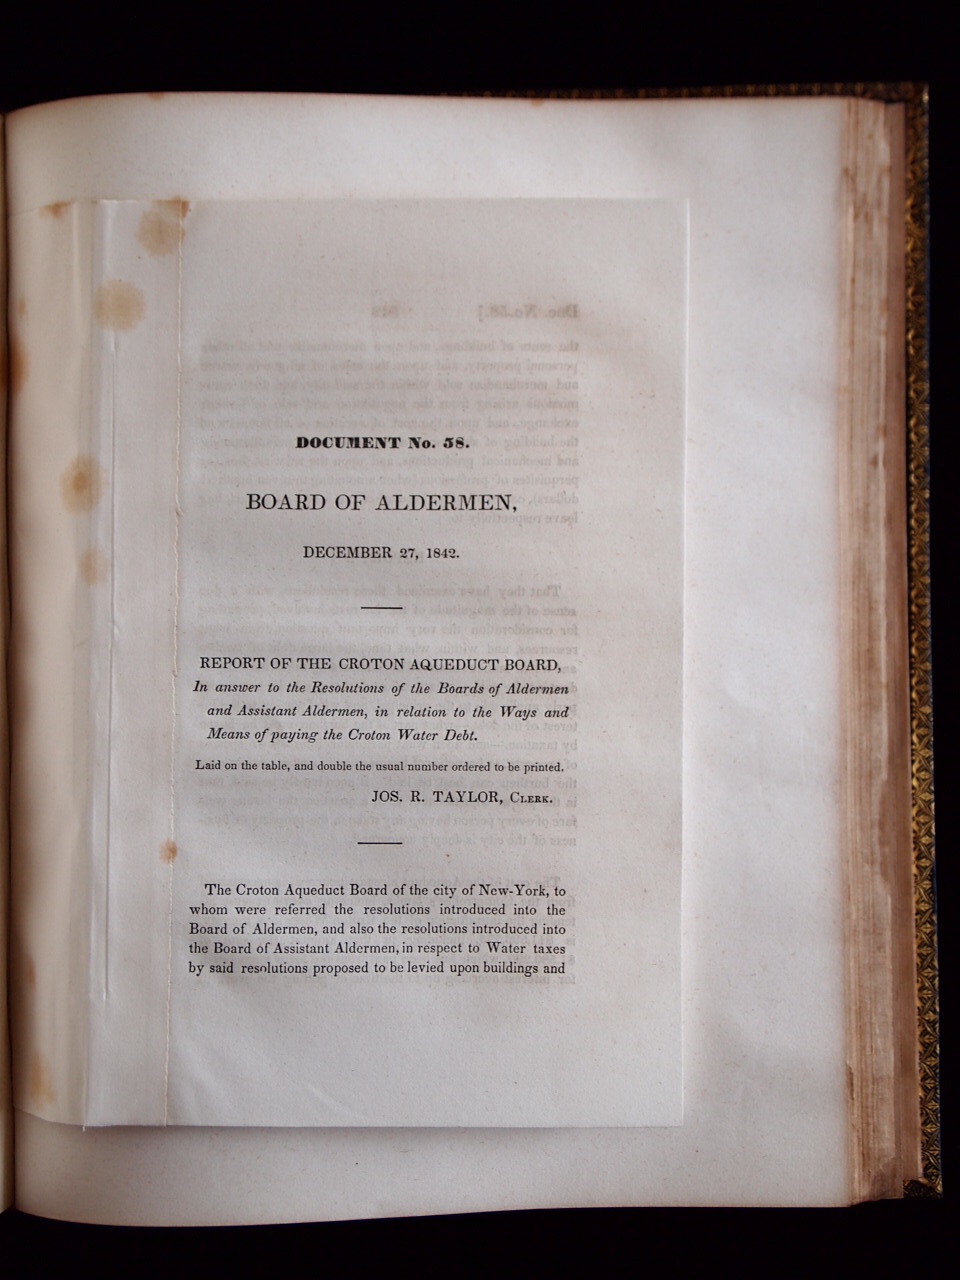 DOCUMENT No. 58.
BOARD OF ALDERMEN,
DECEMBER 27, 1842.
REPORT OF THE CROTON AQUEDUCT BOARD,
In answer to the Resolutions of the Boards of Aldermen
and Assistant Aldermen, in relation to the Ways and
Means of paying the Croton Water Debt.
Laid on the table, and double the usual number ordered to be printed.
JOS. R. TAYLOR, CLERK.
The Croton Aqueduct Board of the city of New-York, to
whom were referred the resolutions introduced into the
Board of Aldermen, and also the resolutions introduced into
the Board of Assistant Aldermen, in respect to Water taxes
by said resolutions proposed to be levied upon buildings and